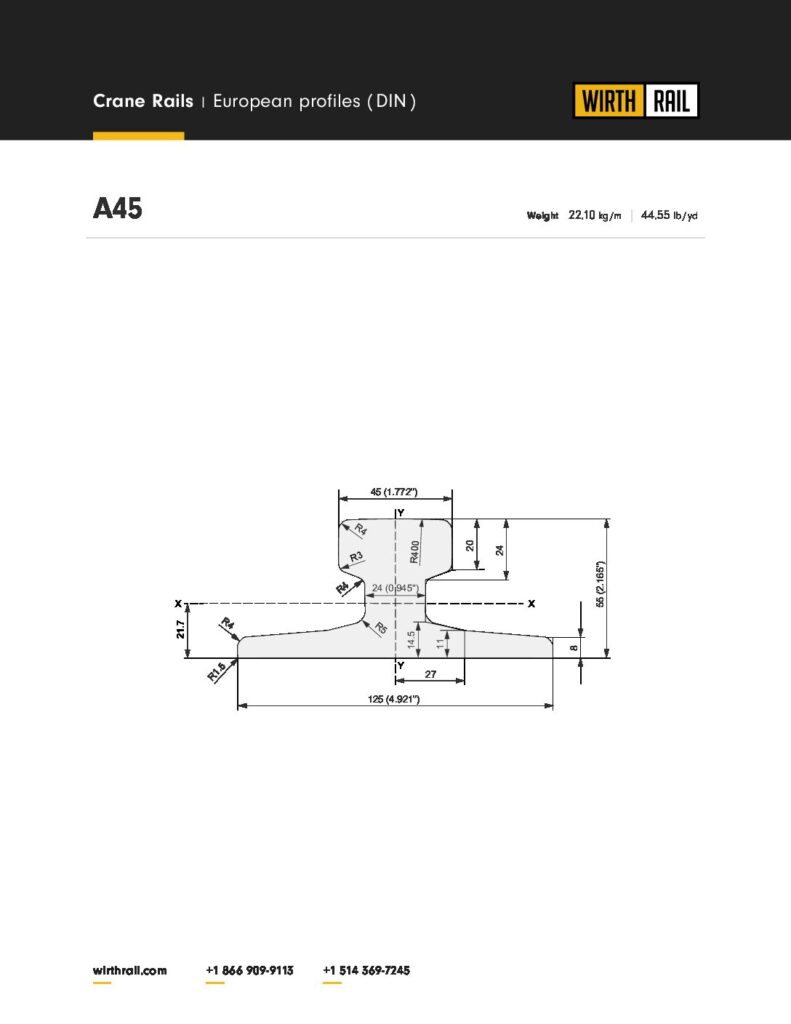 Crane Rails | European profiles (DIN)
WIRTH RAIL
A45
Weight 22,10 kg/m | 44,55 lb/yd
45 (1.772")
Y
R4
R3
R400
20
24
R4
24 (0.945")
55 (2.165")
X
X
21.7
R4
R5
14.5
11
8
R1.5
Y
27
125 (4.921")
wirthrail.com
+1 866 909-9113
+1 514 369-7245